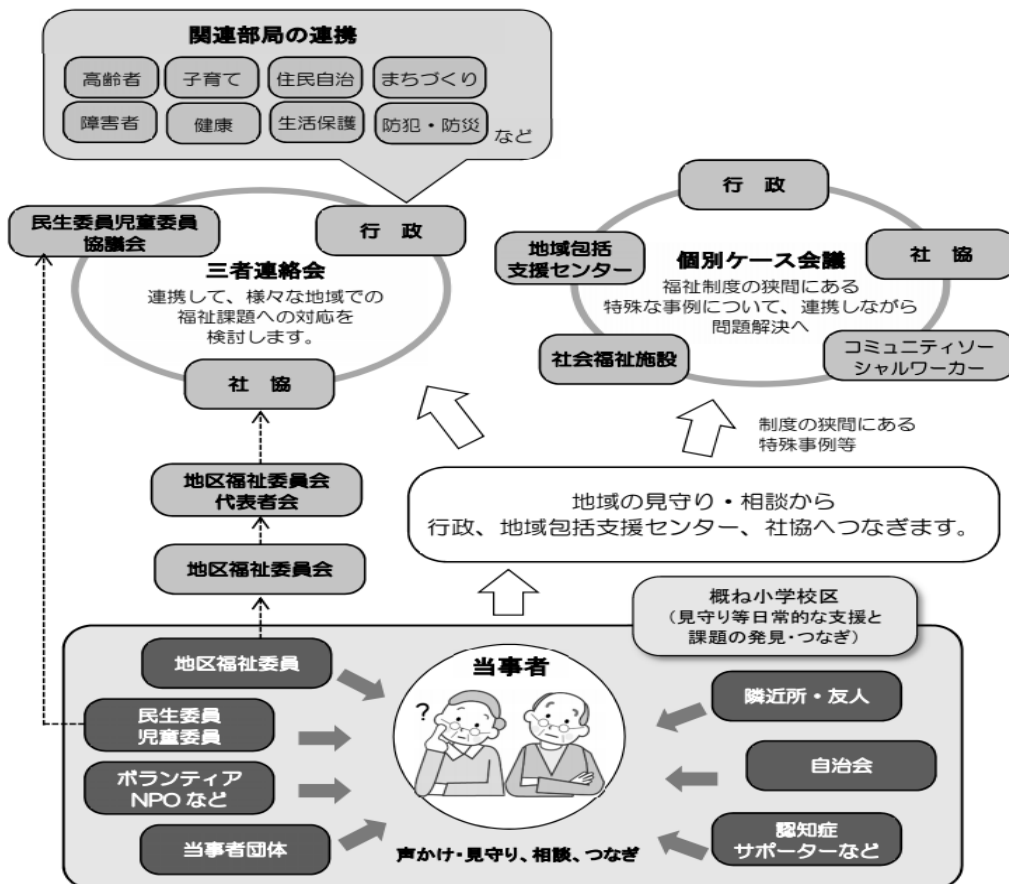 関連部局の連携
高齢者
子育て
住民自治
まちづくり
障害者
健康
生活保護
防犯・防災
など
民生委員児童委員
協議会
行 政
三者連絡会
連携して、様々な地域での
福祉課題への対応を
検討します。
社 協
行 政
地域包括
支援センター
社 協
個別ケース会議
福祉制度の狭間にある
特殊な事例について、連携しながら
問題解決へ
社会福祉施設
コミュニティソー
シャルワーカー
制度の狭間にある
特殊事例等
地区福祉委員会
代表者会
地域の見守り・相談から
行政、地域包括支援センター、社協へつなぎます。
地区福祉委員会
概ね小学校区
(見守り等日常的な支援と
課題の発見・つなぎ)
地区福祉委員
民生委員
児童委員
ボランティア
NPO など
当事者団体
当事者
?
声かけ・見守り、相談、つなぎ
隣近所・友人
自治会
認知症
サポーターなど